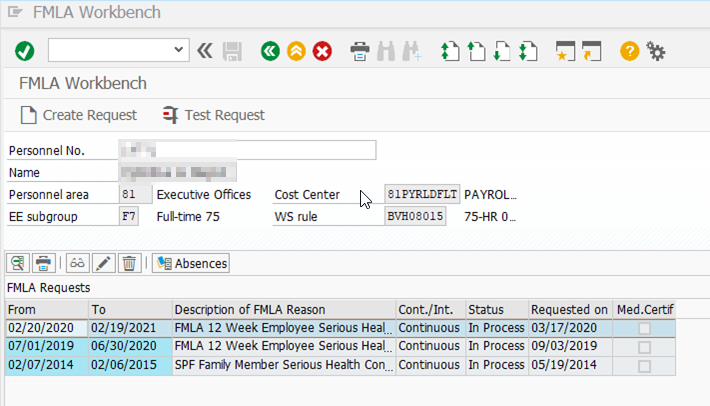 FMLA Workbench
FMLA Workbench
Create Request Test Request
Personnel No.
Name
Personnel area 81 Executive Offices Cost Center 81PYRLDFLT PAYROL...
EE subgroup F7 Full-time 75 WS rule BVH08015 75-HR 0...
Absences
FMLA Requests
From To Description of FMLA Reason Cont./Int. Status Requested on Med.Certif
02/20/2020 02/19/2021 FMLA 12 Week Employee Serious Heal... Continuous In Process 03/17/2020
07/01/2019 06/30/2020 FMLA 12 Week Employee Serious Heal... Continuous In Process 09/03/2019
02/07/2014 02/06/2015 SPF Family Member Serious Health Con... Continuous In Process 05/19/2014